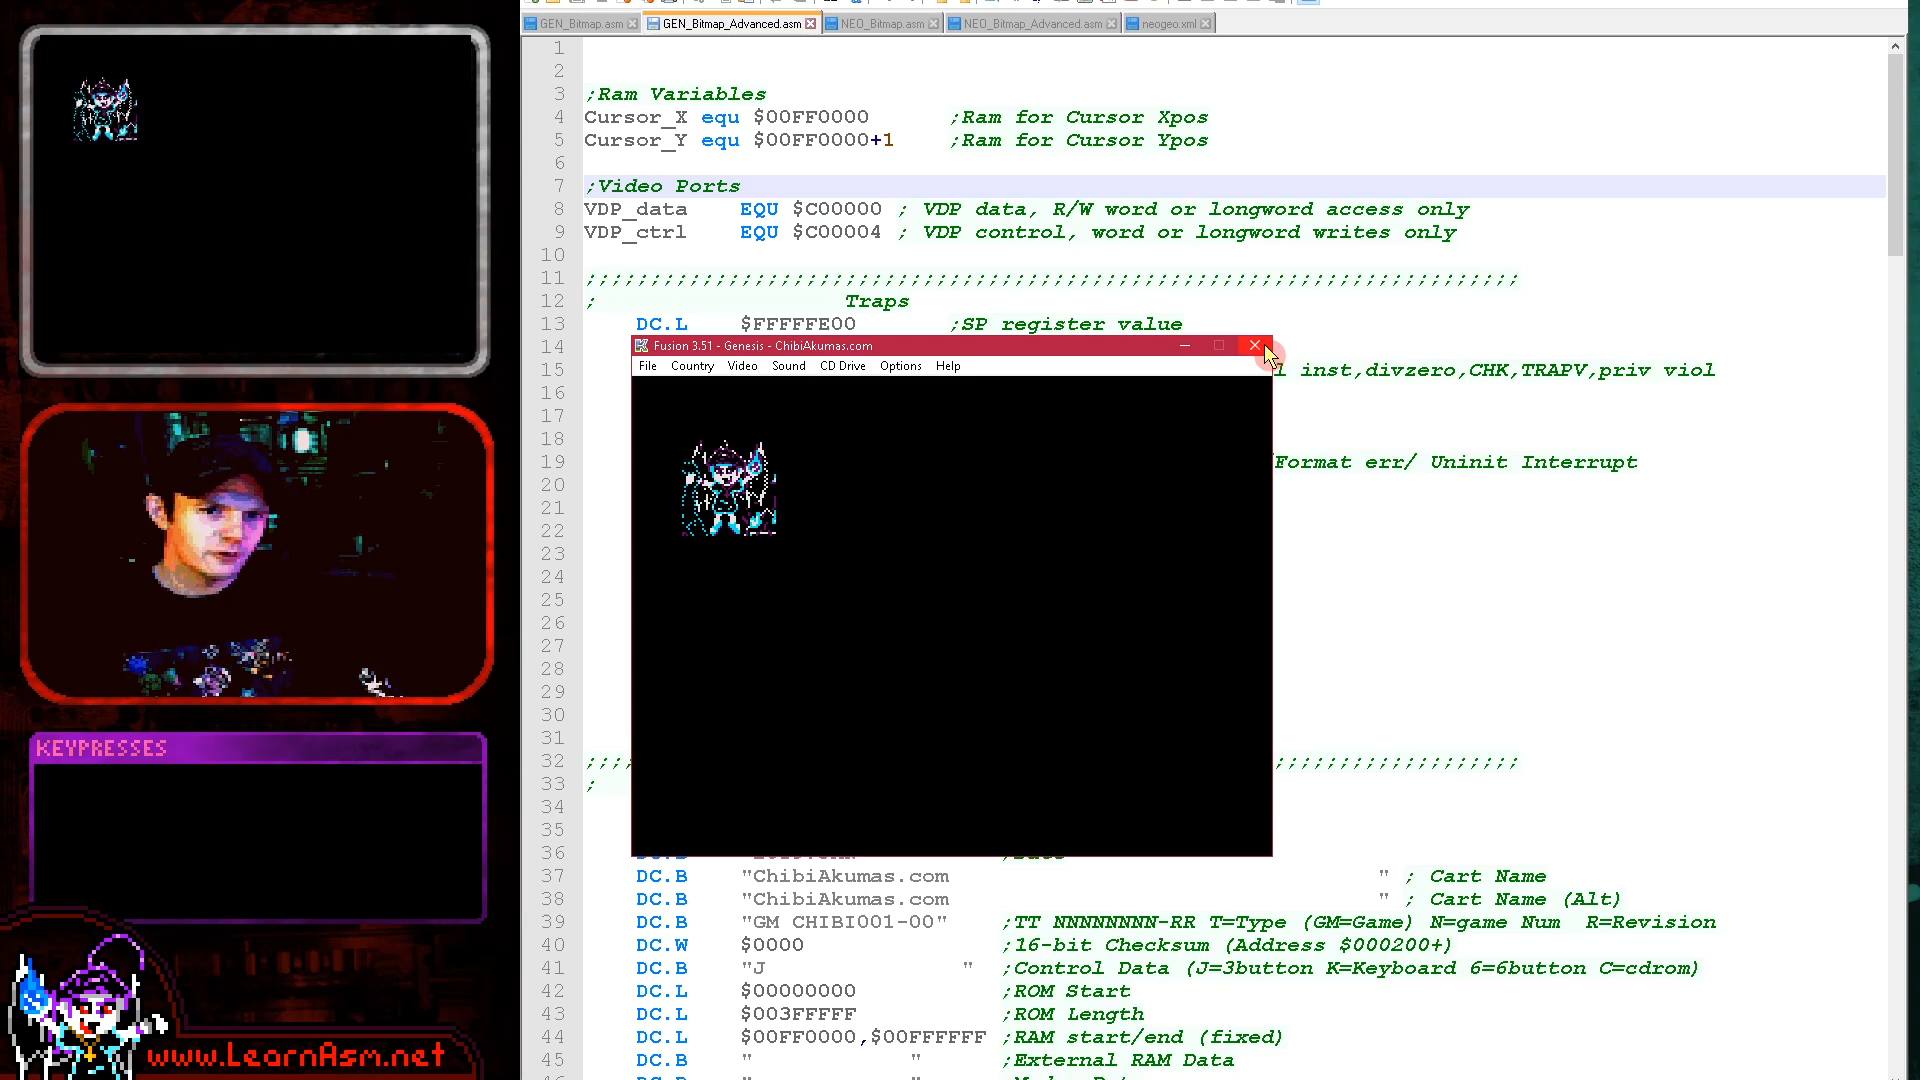 GEN_Bitmap.asm GEN_Bitmap_Advanced.asm NEO_Bitmap.asm NEO_Bitmap_Advanced.asm neogeo.xml
1
2
3 ;Ram Variables
4 Cursor_X equ $00FF0000 ;Ram for Cursor Xpos
5 Cursor_Y equ $00FF0000+1 ;Ram for Cursor Ypos
6
7 ;Video Ports
8 VDP_data EQU $C00000 ; VDP data, R/W word or longword access only
9 VDP_ctrl EQU $C00004 ; VDP control, word or longword writes only
10
11 ;;;;;;;;;;;;;;;;;;;;;;;;;;;;;;;;;;;;;;;;;;;;;;;;;;;;;;;;;;;;;;;;;;;;;;;;
12 ; Traps
13 DC.L $FFFFFE00 ;SP register value
14
Fusion 3.51 - Genesis - ChibiAkumas.com
File Country Video Sound CD Drive Options Help
15 l inst,divzero,CHK,TRAPV,priv viol
16
17
18
19 Format err/ Uninit Interrupt
20
21
22
23
24
25
26
27
28
29
30
31
32 ;;;; ;;;;;;;;;;;;;;;;;;;
33 ;
34
35
36
37 DC.B "ChibiAkumas.com " ; Cart Name
38 DC.B "ChibiAkumas.com " ; Cart Name (Alt)
39 DC.B "GM CHIBI001-00" ;TT NNNNNNNN-RR T=Type (GM=Game) N=game Num R=Revision
40 DC.W $0000 ;16-bit Checksum (Address $000200+)
41 DC.B "J " ;Control Data (J=3button K=Keyboard 6=6button C=cdrom)
42 DC.L $00000000 ;ROM Start
43 DC.L $003FFFFF ;ROM Length
44 DC.L $00FF0000,$00FFFFFF ;RAM start/end (fixed)
45 DC.B " " ;External RAM Data
KEYPRESSES
www.LearnAsm.net